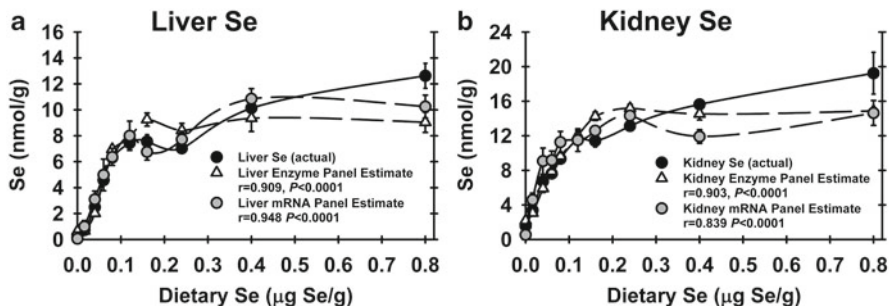 a
Liver Se
Se (nmol/g)
16
14
12
10
8
6
4
2
0
Liver Se (actual)
Liver Enzyme Panel Estimate
r=0.909, P<0.0001
Liver mRNA Panel Estimate
r=0.948 P<0.0001
0.0 0.1 0.2 0.3 0.4 0.5 0.6 0.7 0.8
Dietary Se (μg Se/g)
b
Kidney Se
Se (nmol/g)
24
20
16
12
8
4
0
Kidney Se (actual)
Kidney Enzyme Panel Estimate
r=0.903, P<0.0001
Kidney mRNA Panel Estimate
r=0.839 P<0.0001
0.0 0.1 0.2 0.3 0.4 0.5 0.6 0.7 0.8
Dietary Se (μg Se/g)